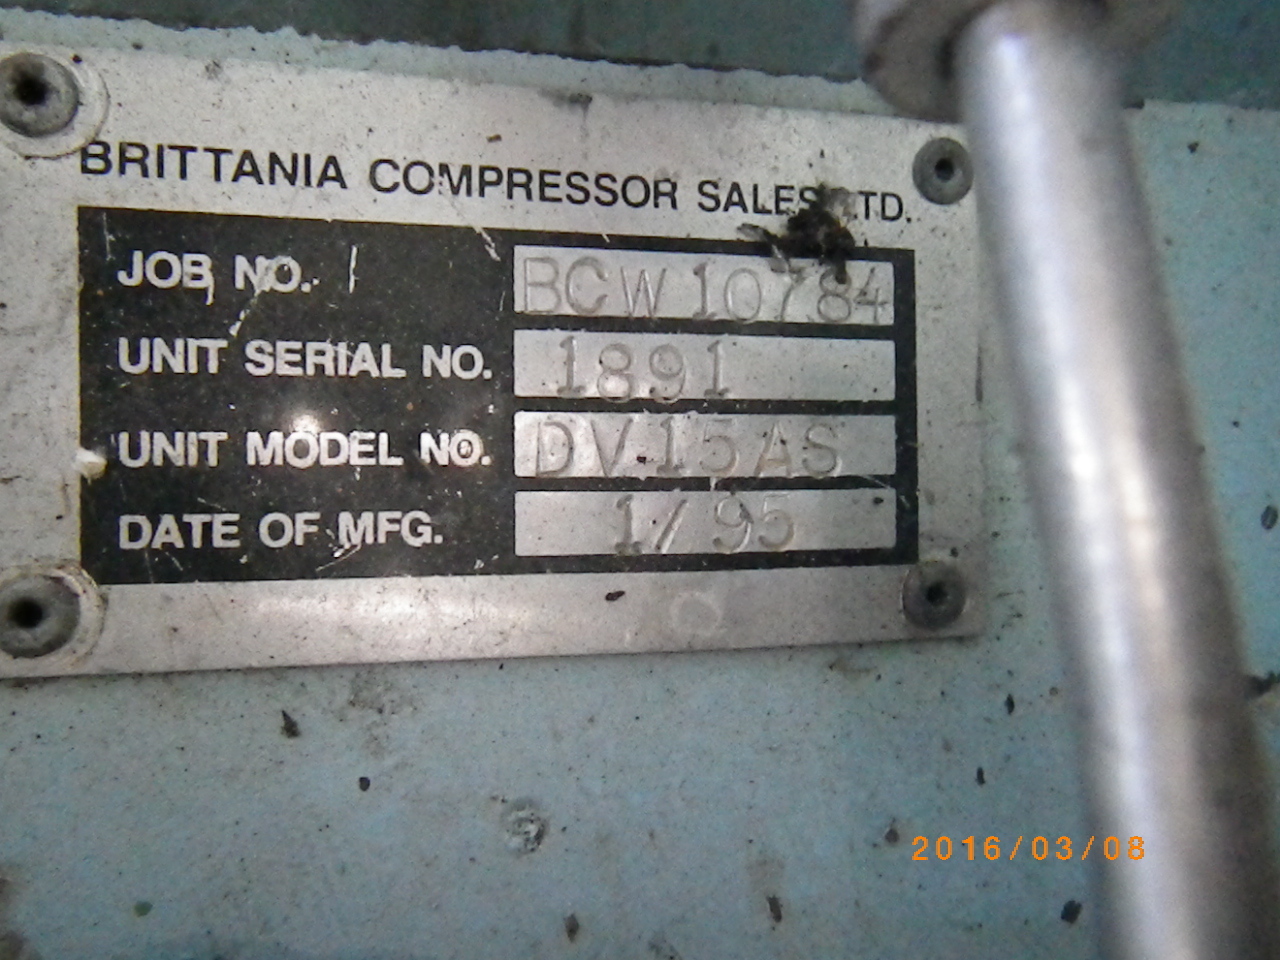 BRITTANIA COMPRESSOR SALES LTD.
JOB NO. BCW 10784
UNIT SERIAL NO. 1891
UNIT MODEL NO. DV15AS
DATE OF MFG. 1/95
2016/03/08